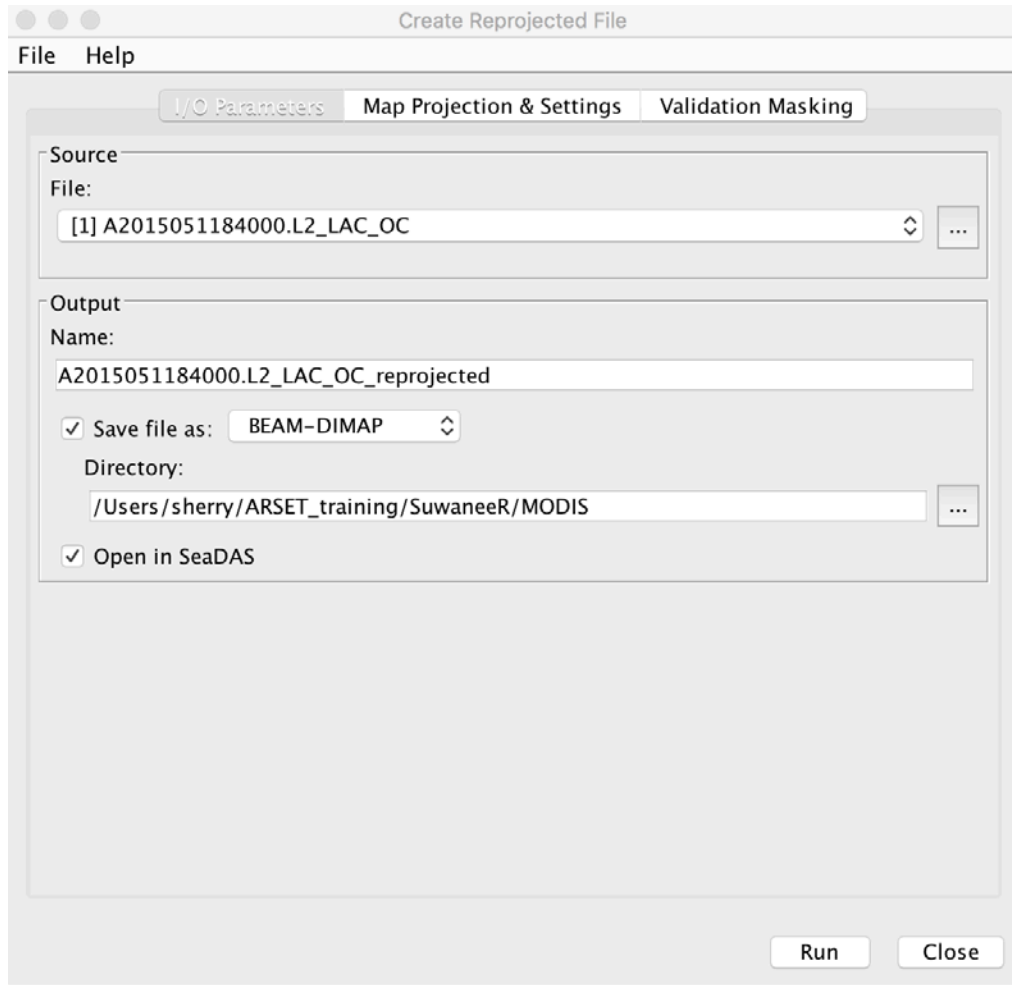 Create Reprojected File
File Help
I/O Parameters Map Projection & Settings Validation Masking
Source
File:
[1] A2015051184000.L2_LAC_OC ...
Output
Name:
A2015051184000.L2_LAC_OC_reprojected
Save file as: BEAM-DIMAP
Directory:
/Users/sherry/ARSET_training/SuwaneeR/MODIS ...
Open in SeaDAS
Run Close